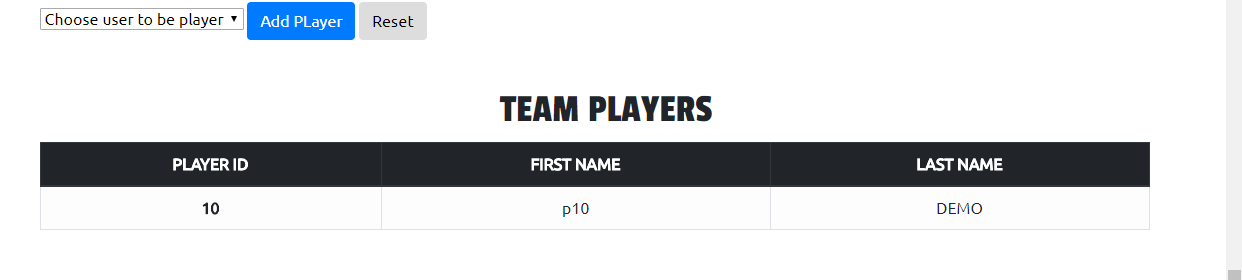 Choose user to be player Add PLayer Reset
TEAM PLAYERS
PLAYER ID FIRST NAME LAST NAME
10 p10 DEMO